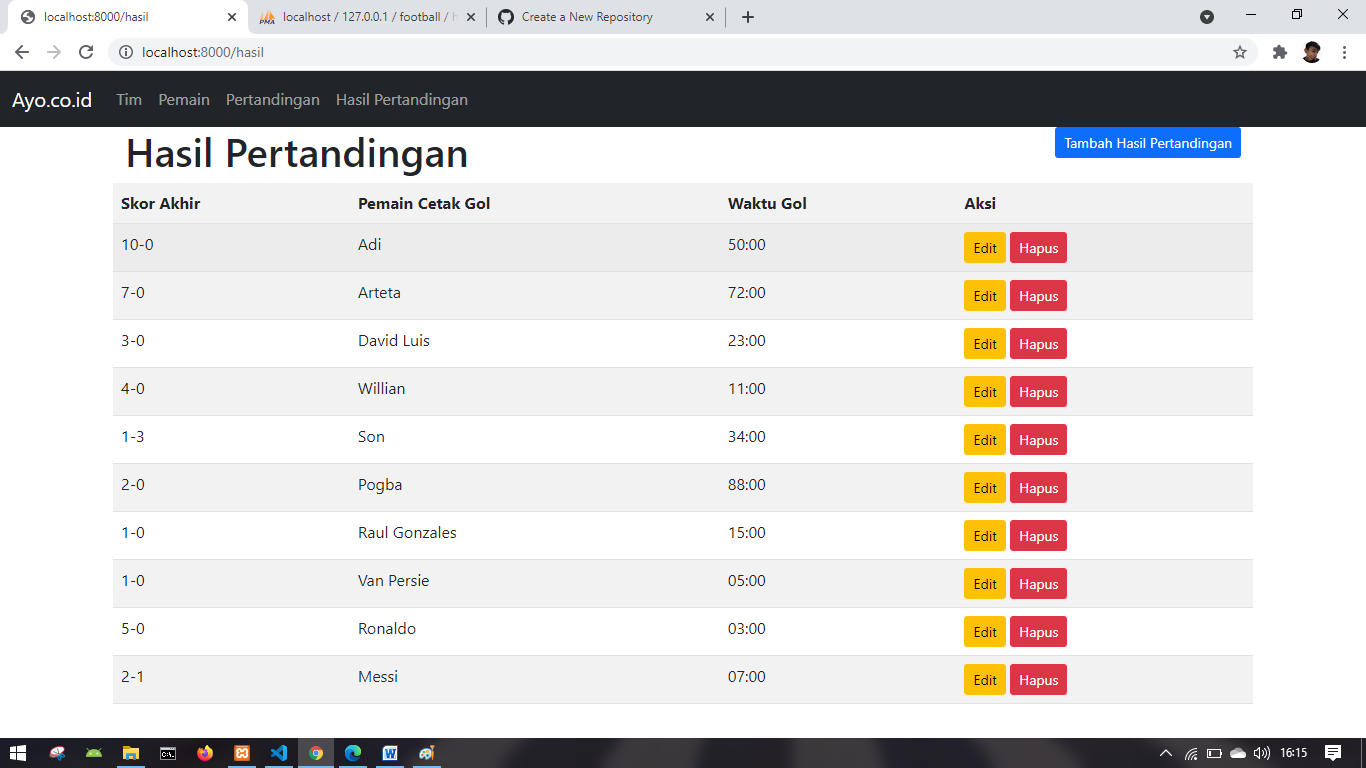 localhost:8000/hasil
localhost / 127.0.0.1 / football / h
Create a New Repository
localhost:8000/hasil
Ayo.co.id Tim Pemain Pertandingan Hasil Pertandingan
Hasil Pertandingan
Tambah Hasil Pertandingan
Skor Akhir Pemain Cetak Gol Waktu Gol Aksi
10-0 Adi 50:00 Edit Hapus
7-0 Arteta 72:00 Edit Hapus
3-0 David Luis 23:00 Edit Hapus
4-0 Willian 11:00 Edit Hapus
1-3 Son 34:00 Edit Hapus
2-0 Pogba 88:00 Edit Hapus
1-0 Raul Gonzales 15:00 Edit Hapus
1-0 Van Persie 05:00 Edit Hapus
5-0 Ronaldo 03:00 Edit Hapus
2-1 Messi 07:00 Edit Hapus
16:15